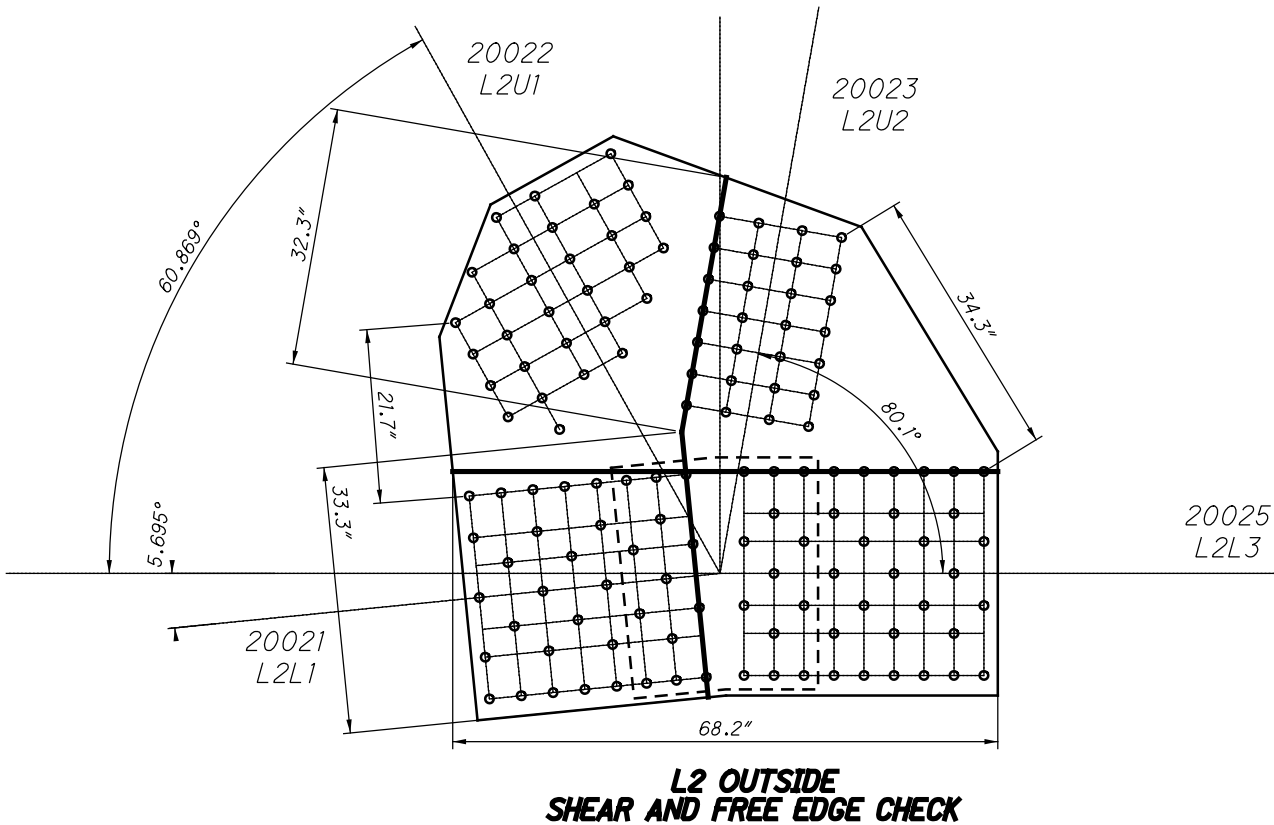 20022
L2U1
20023
L2U2
60.869°
32.3"
34.3"
21.7"
80.1°
33.3"
5.695°
20025
L2L3
20021
L2L1
68.2"
L2 OUTSIDE
SHEAR AND FREE EDGE CHECK